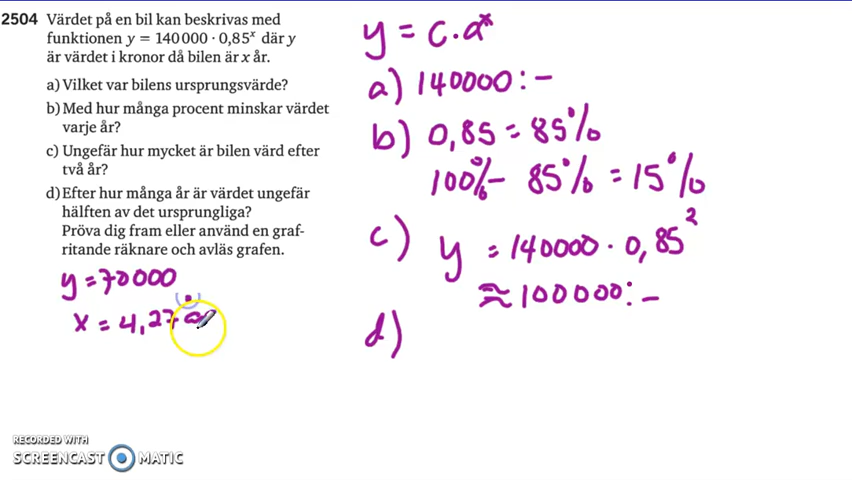 2504 Värdet på en bil kan beskrivas med
funktionen y = 140 000 · 0,85ˣ där y
är värdet i kronor då bilen är x år.
a) Vilket var bilens ursprungsvärde?
b) Med hur många procent minskar värdet
varje år?
c) Ungefär hur mycket är bilen värd efter
två år?
d) Efter hur många år är värdet ungefär
hälften av det ursprungliga?
Pröva dig fram eller använd en graf-
ritande räknare och avläs grafen.
y = 70000
x = 4,27
y = C · aˣ
a) 140000:-
b) 0,85 = 85%
100% - 85% = 15%
c) y = 140000 · 0,85²
≈ 100000:-
d)
RECORDED WITH
SCREENCAST MATIC